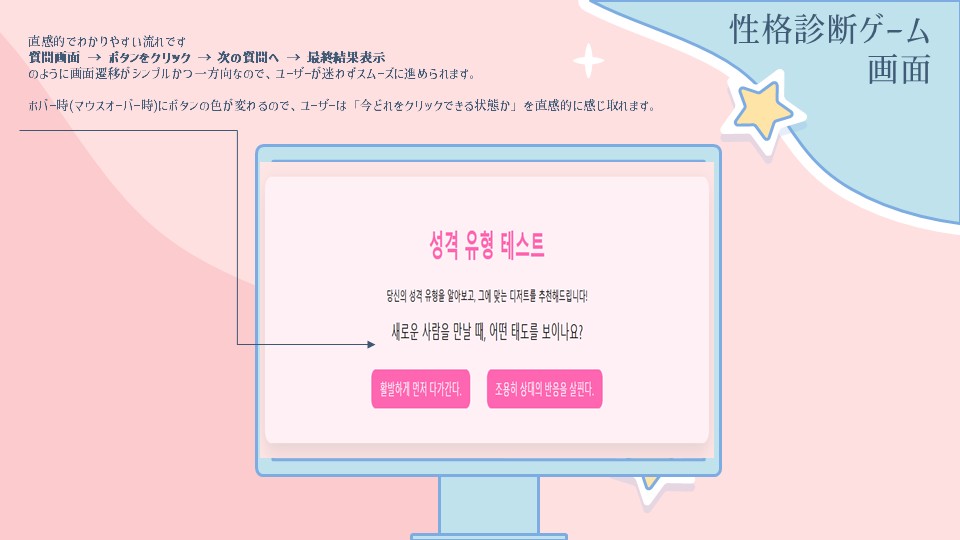 性格診断ゲーム
画面
直感的でわかりやすい流れです
質問画面 → ボタンをクリック → 次の質問へ → 最終結果表示
のように画面遷移がシンプルかつ一方向なので、ユーザーが迷わずスムーズに進められます。
ホバー時(マウスオーバー時)にボタンの色が変わるので、ユーザーは「今どれをクリックできる状態か」を直感的に感じ取れます。
성격 유형 테스트
당신의 성격 유형을 알아보고, 그에 맞는 디저트를 추천해드립니다!
새로운 사람을 만날 때, 어떤 태도를 보이나요?
활발하게 먼저 다가간다.
조용히 상대의 반응을 살핀다.